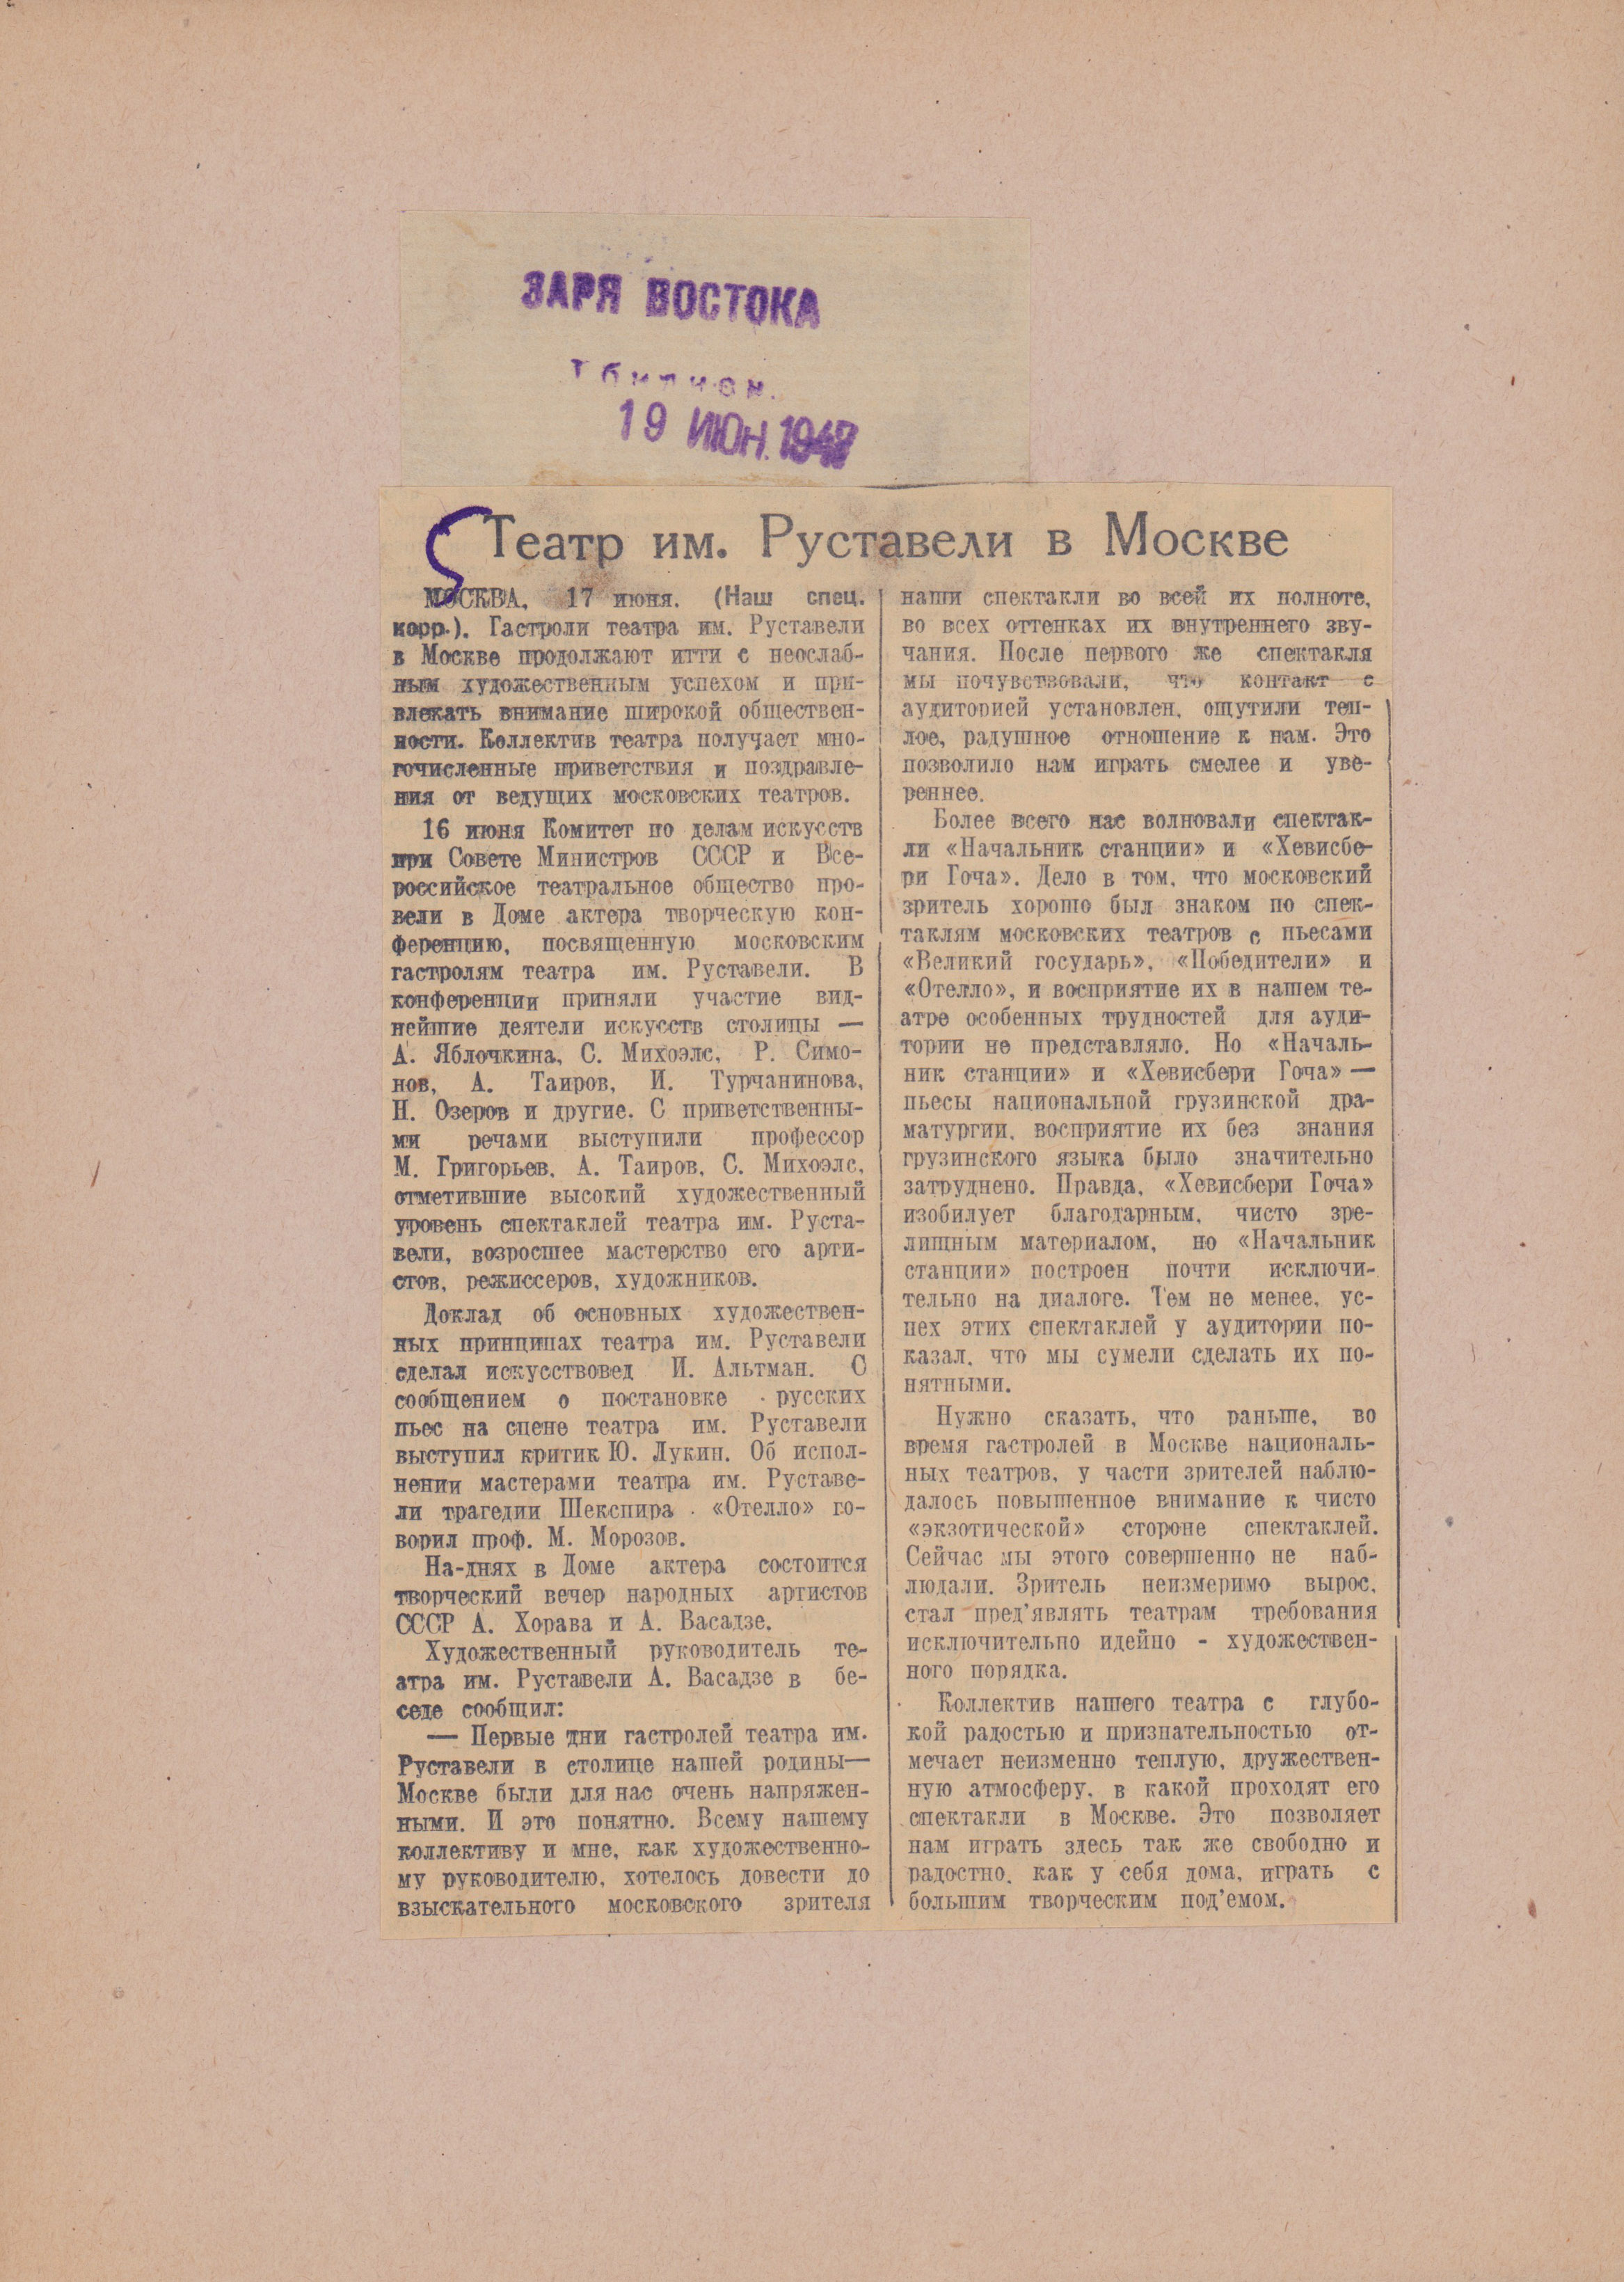 ЗАРЯ ВОСТОКА
Тбилиси.
19 ИЮН. 1947
Театр им. Руставели в Москве
МОСКВА, 17 июня. (Наш спец.
корр.). Гастроли театра им. Руставели
в Москве продолжают итти с неослаб-
ным художественным успехом и при-
влекать внимание широкой обществен-
ности. Коллектив театра получает мно-
гочисленные приветствия и поздравле-
ния от ведущих московских театров.
16 июня Комитет по делам искусств
при Совете Министров СССР и Все-
российское театральное общество про-
вели в Доме актера творческую кон-
ференцию, посвященную московским
гастролям театра им. Руставели. В
конференции приняли участие вид-
нейшие деятели искусств столицы —
А. Яблочкина, С. Михоэлс, Р. Симо-
нов, А. Таиров, И. Турчанинова,
Н. Озеров и другие. С приветственны-
ми речами выступили профессор
М. Григорьев, А. Таиров, С. Михоэлс,
отметившие высокий художественный
уровень спектаклей театра им. Руста-
вели, возросшее мастерство его арти-
стов, режиссеров, художников.
Доклад об основных художествен-
ных принципах театра им. Руставели
сделал искусствовед И. Альтман. С
сообщением о постановке русских
пьес на сцене театра им. Руставели
выступил критик Ю. Лукин. Об испол-
нении мастерами театра им. Руставе-
ли трагедии Шекспира «Отелло» го-
ворил проф. М. Морозов.
На-днях в Доме актера состоится
творческий вечер народных артистов
СССР А. Хорава и А. Васадзе.
Художественный руководитель те-
атра им. Руставели А. Васадзе в бе-
седе сообщил:
— Первые дни гастролей театра им.
Руставели в столице нашей родины—
Москве были для нас очень напряжен-
ными. И это понятно. Всему нашему
коллективу и мне, как художественно-
му руководителю, хотелось довести до
взыскательного московского зрителя
наши спектакли во всей их полноте,
во всех оттенках их внутреннего зву-
чания. После первого же спектакля
мы почувствовали, что контакт с
аудиторией установлен, ощутили теп-
лое, радушное отношение к нам. Это
позволило нам играть смелее и уве-
реннее.
Более всего нас волновали спектак-
ли «Начальник станции» и «Хевисбе-
ри Гоча». Дело в том, что московский
зритель хорошо был знаком по спек-
таклям московских театров с пьесами
«Великий государь», «Победители» и
«Отелло», и восприятие их в нашем те-
атре особенных трудностей для ауди-
тории не представляло. Но «Началь-
ник станции» и «Хевисбери Гоча» —
пьесы национальной грузинской дра-
матургии, восприятие их без знания
грузинского языка было значительно
затруднено. Правда, «Хевисбери Гоча»
изобилует благодарным, чисто зре-
лищным материалом, но «Начальник
станции» построен почти исключи-
тельно на диалоге. Тем не менее, ус-
пех этих спектаклей у аудитории по-
казал, что мы сумели сделать их по-
нятными.
Нужно сказать, что раньше, во
время гастролей в Москве националь-
ных театров, у части зрителей наблю-
далось повышенное внимание к чисто
«экзотической» стороне спектаклей.
Сейчас мы этого совершенно не наб-
людали. Зритель неизмеримо вырос,
стал пред'являть театрам требования
исключительно идейно - художествен-
ного порядка.
Коллектив нашего театра с глубо-
кой радостью и признательностью от-
мечает неизменно теплую, дружествен-
ную атмосферу, в какой проходят его
спектакли в Москве. Это позволяет
нам играть здесь так же свободно и
радостно, как у себя дома, играть с
большим творческим под'емом.